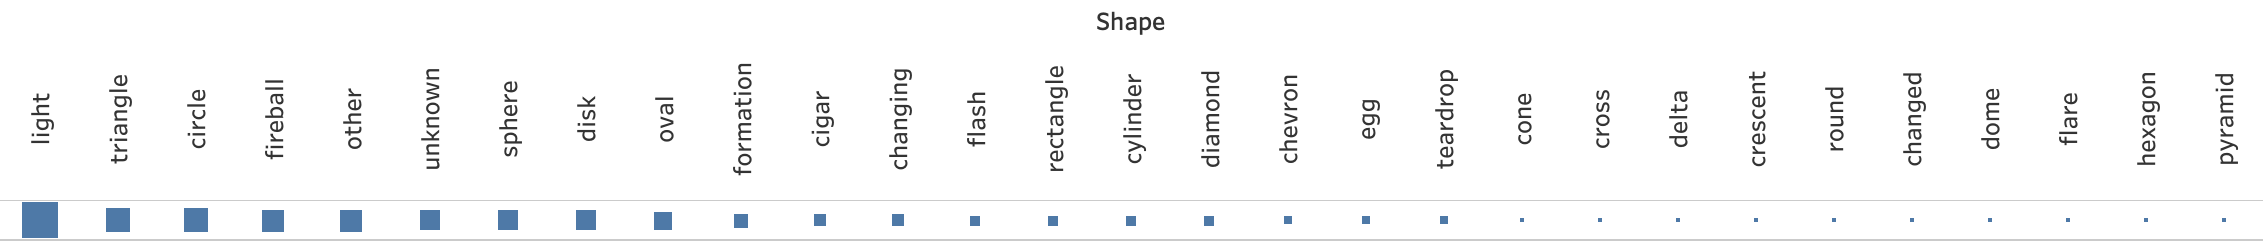 Shape
light triangle circle fireball other unknown sphere disk oval formation cigar changing flash rectangle cylinder diamond chevron egg teardrop cone cross delta crescent round changed dome flare hexagon pyramid